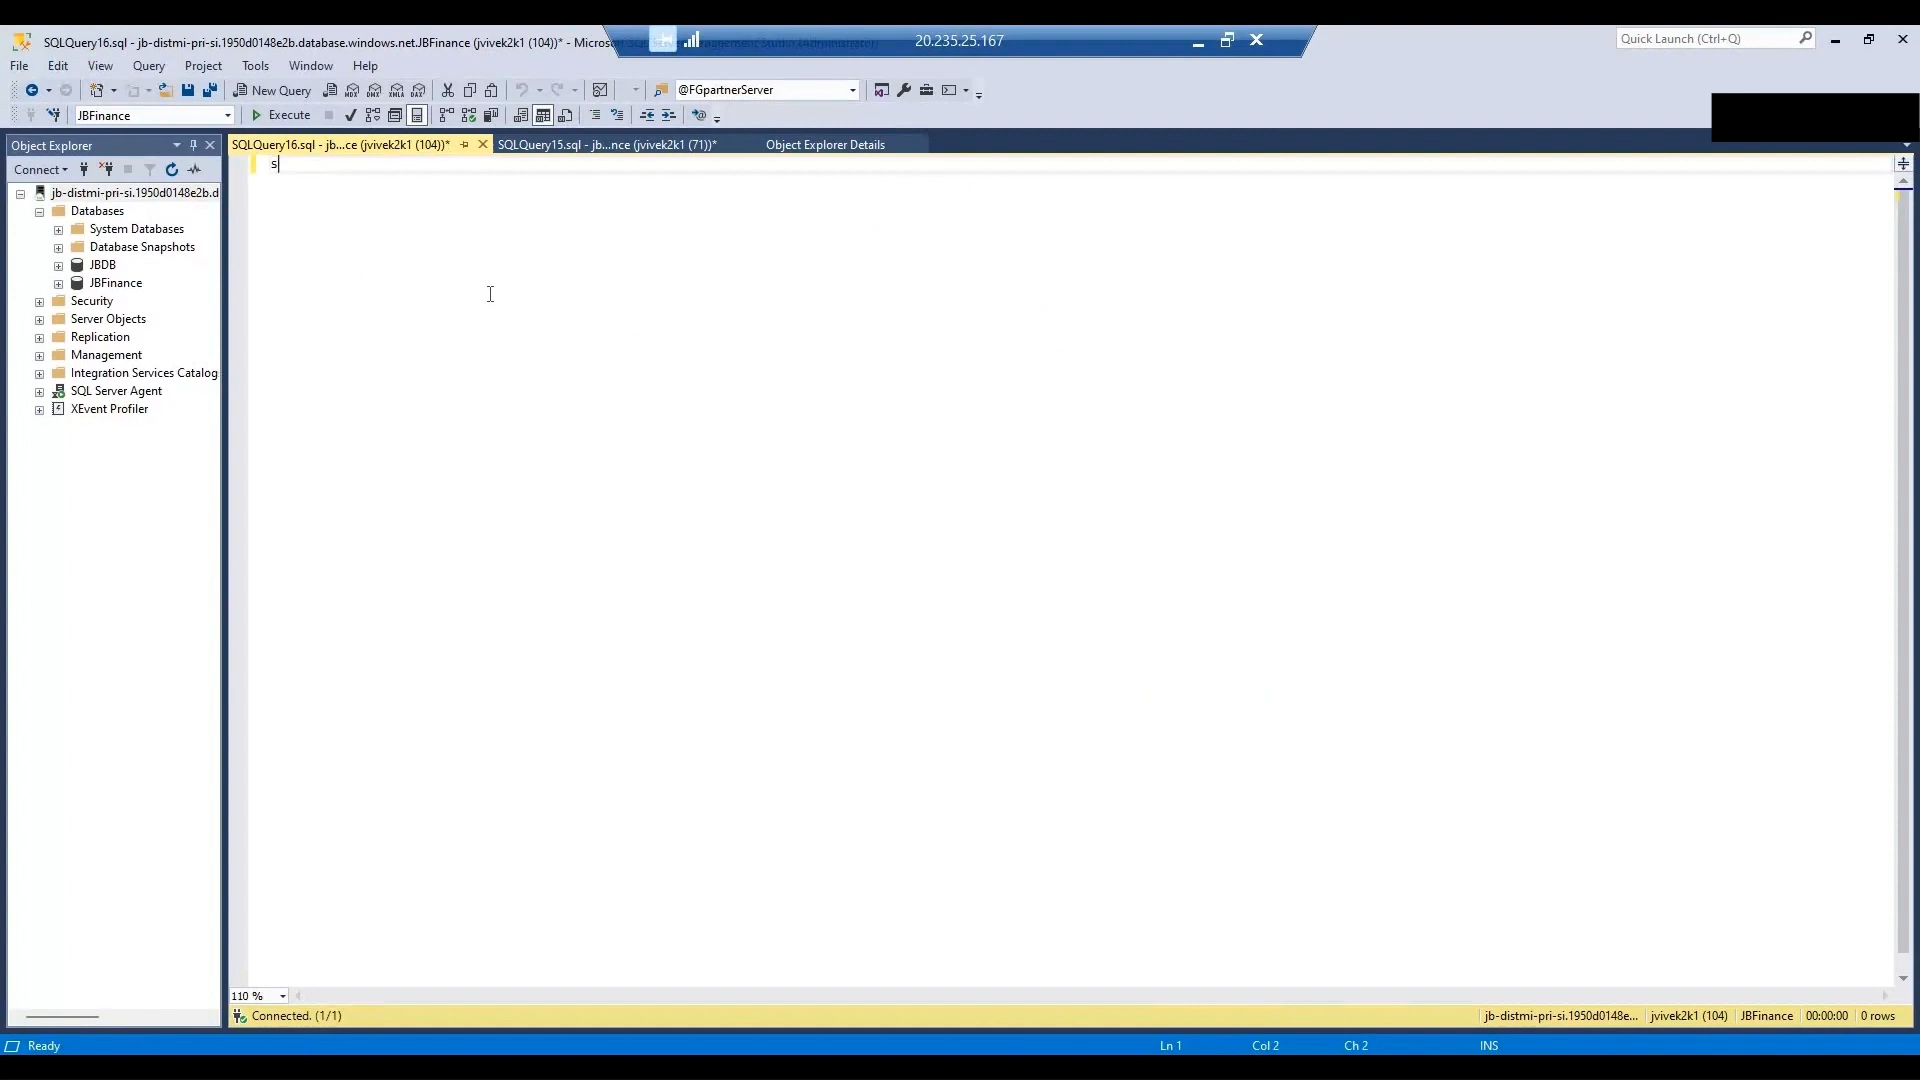 SQLQuery16.sql - jb-distmi-pri-si.1950d0148e2b.database.windows.net.JBFinance (jvivek2k1 (104))* - Micros
20.235.25.167
Quick Launch (Ctrl+Q)
File Edit View Query Project Tools Window Help
New Query
MDX DMX XMLA DAX
@FGpartnerServer
JBFinance
Execute
Object Explorer
SQLQuery16.sql - jb...ce (jvivek2k1 (104))*
SQLQuery15.sql - jb...nce (jvivek2k1 (71))*
Object Explorer Details
Connect
s
jb-distmi-pri-si.1950d0148e2b.d
Databases
System Databases
Database Snapshots
JBDB
JBFinance
Security
Server Objects
Replication
Management
Integration Services Catalog
SQL Server Agent
XEvent Profiler
110 %
Connected. (1/1)
jb-distmi-pri-si.1950d0148e...
jvivek2k1 (104)
JBFinance
00:00:00
0 rows
Ready
Ln 1
Col 2
Ch 2
INS